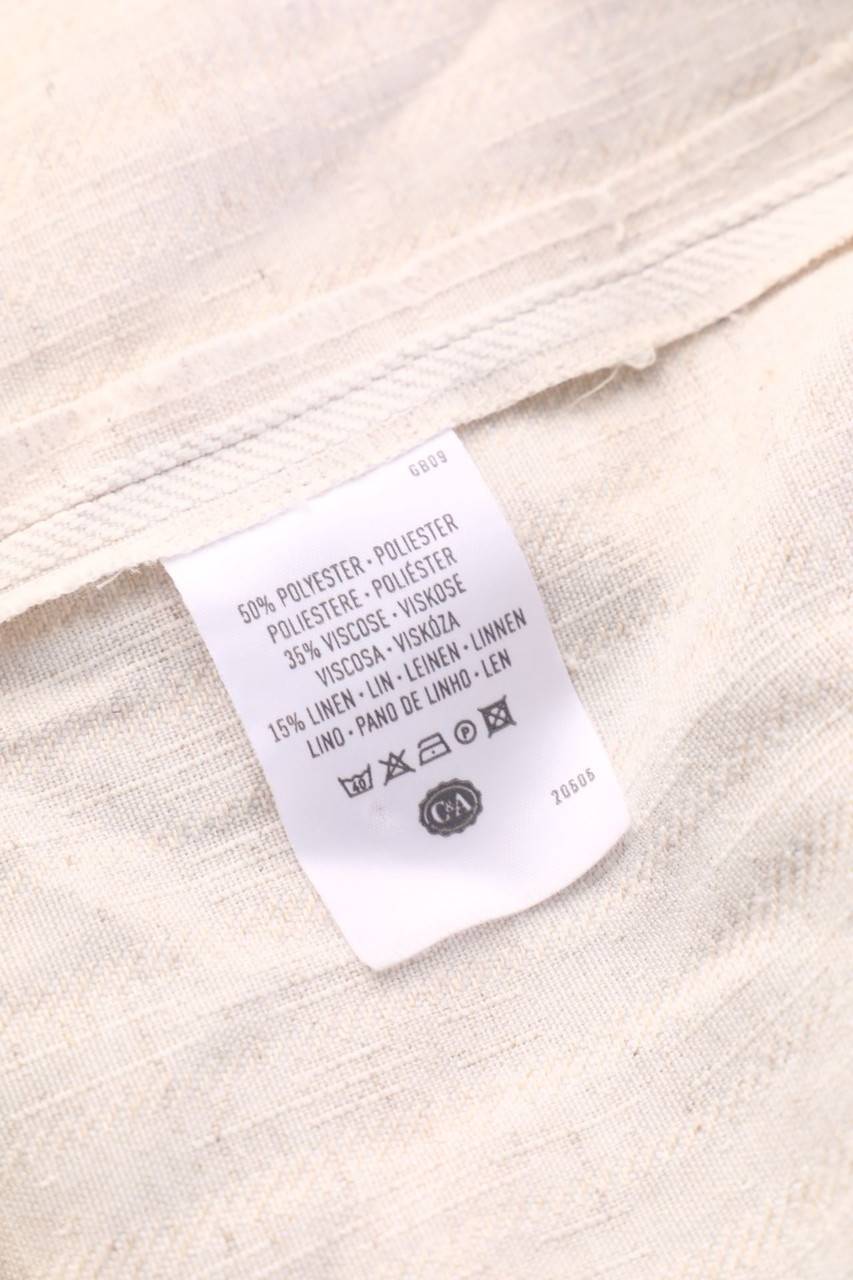 GB09
50% POLYESTER · POLIESTER
POLIESTERE · POLIÉSTER
35% VISCOSE · VISKOSE
VISCOSA · VISKÓZA
15% LINEN · LIN · LEINEN · LINNEN
LINO · PANO DE LINHO · LEN
40 P
C&A
20606